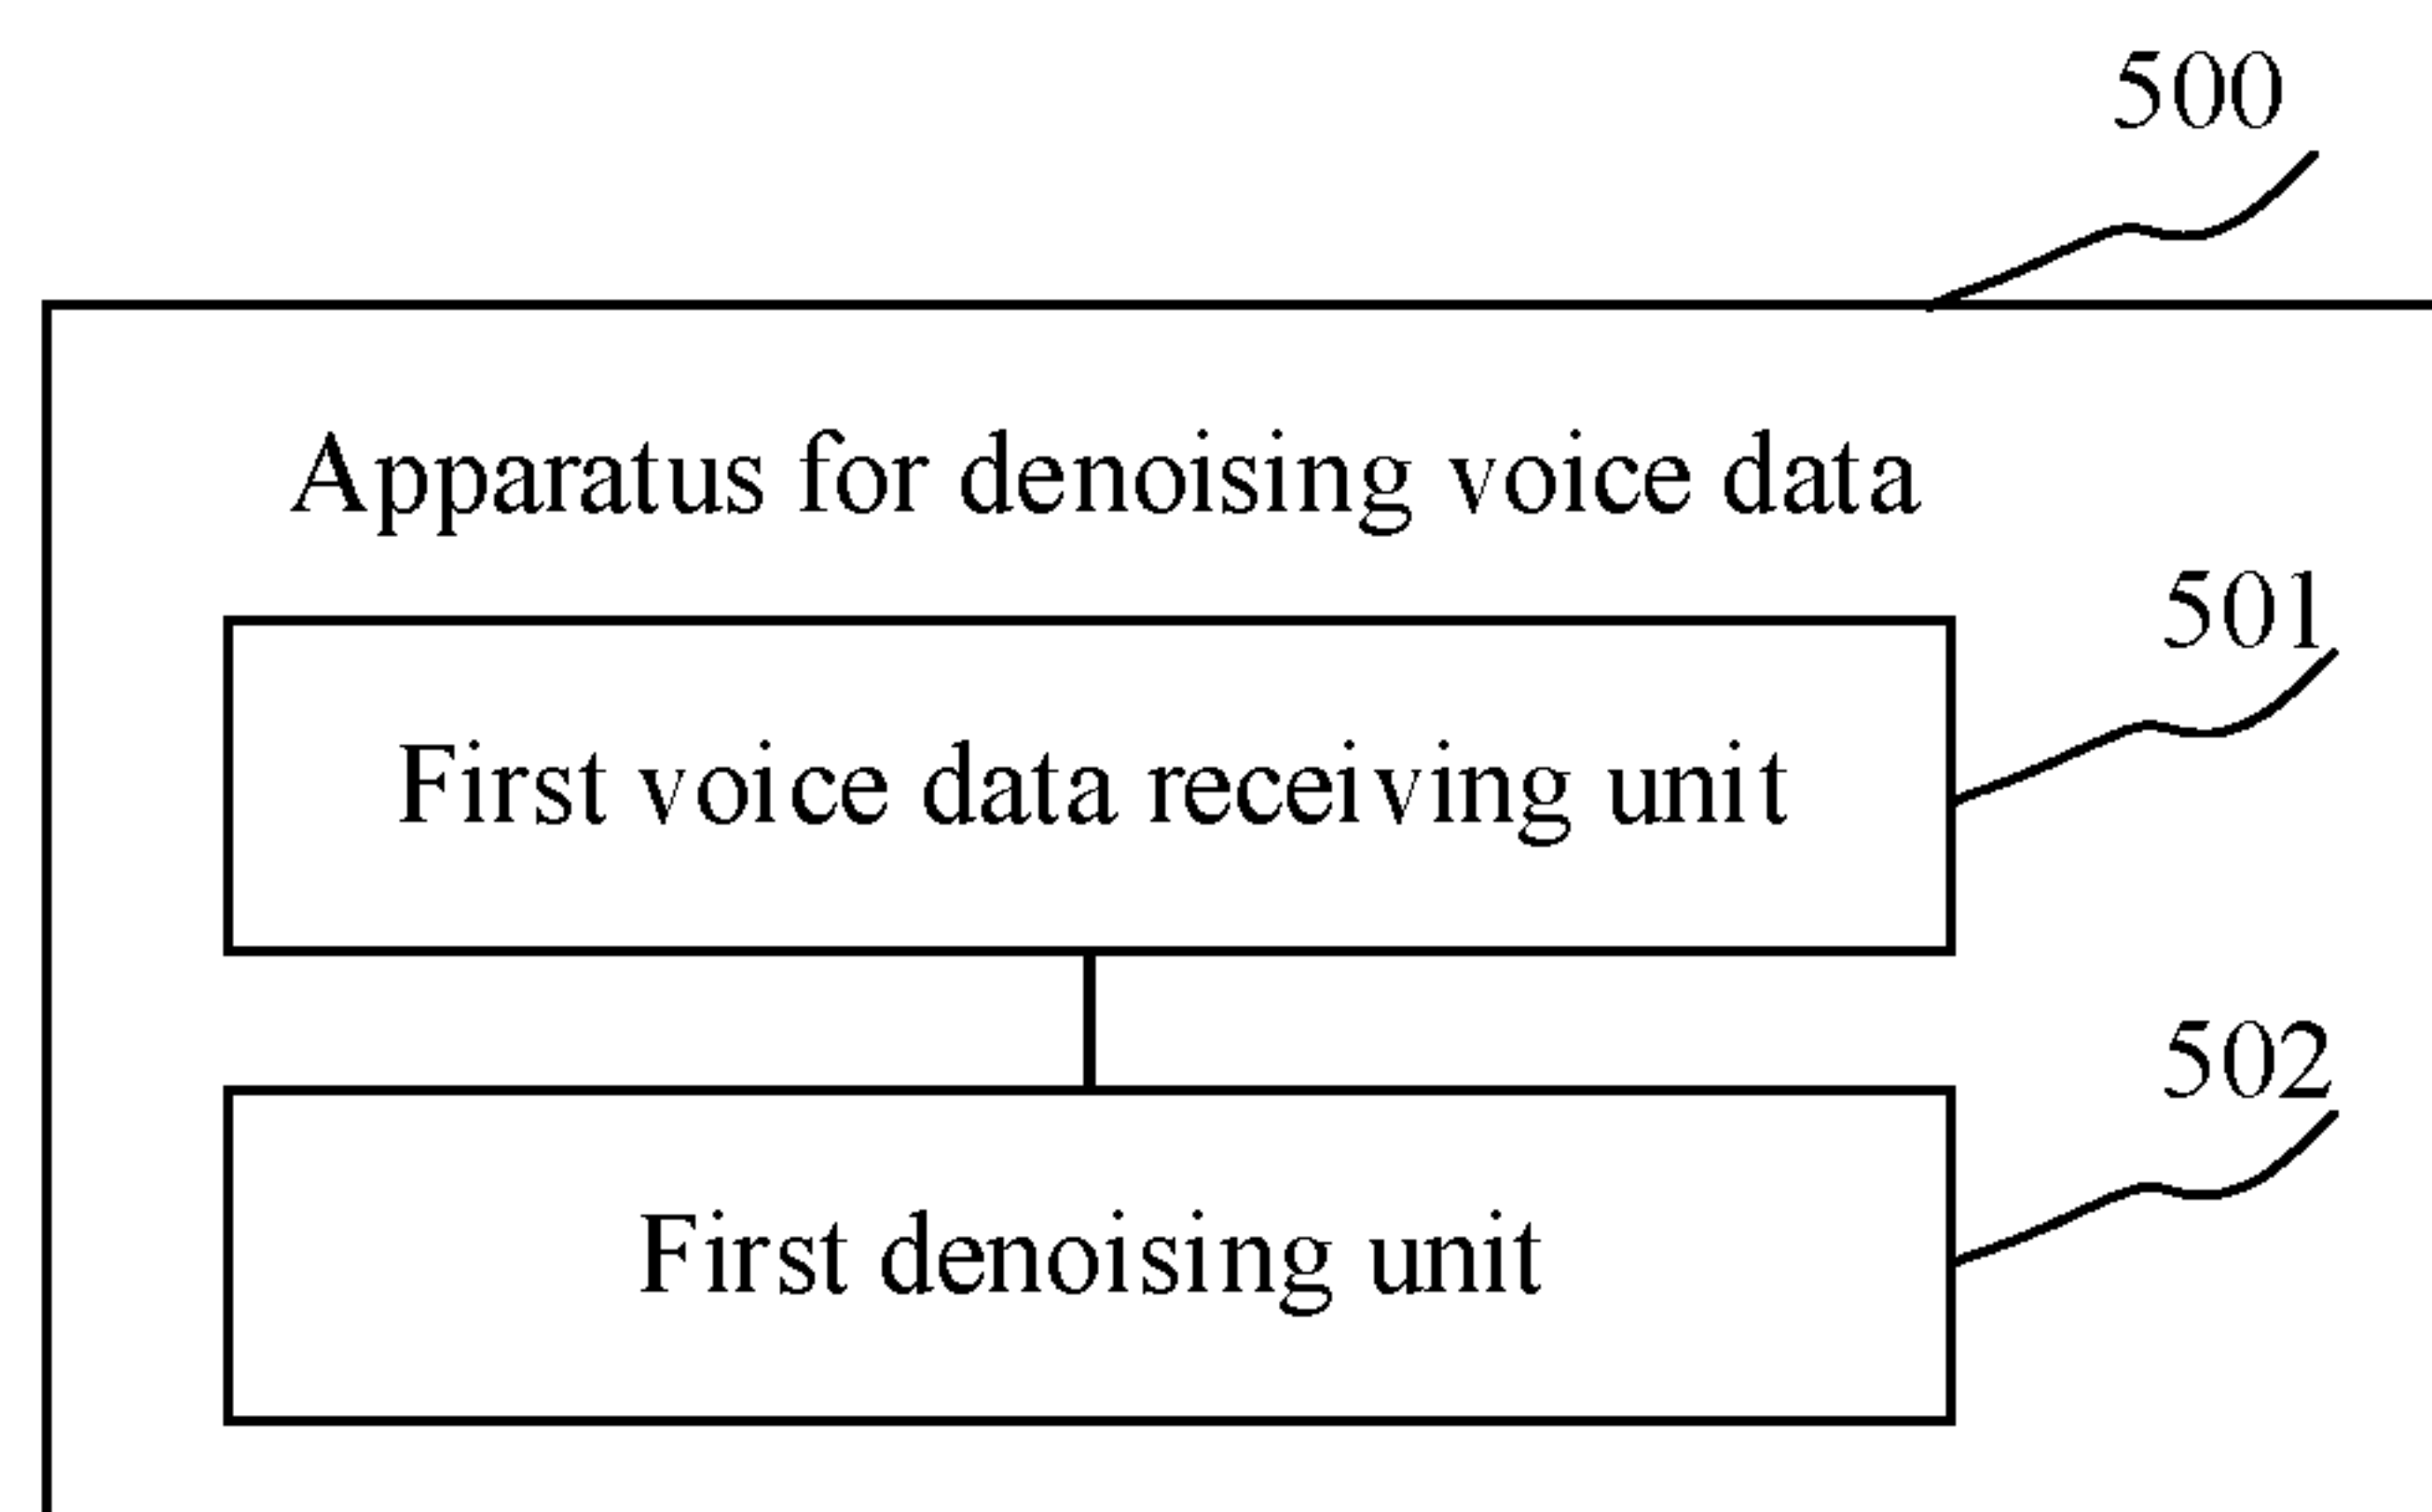 500
Apparatus for denoising voice data
501
First voice data receiving unit
502
First denoising unit